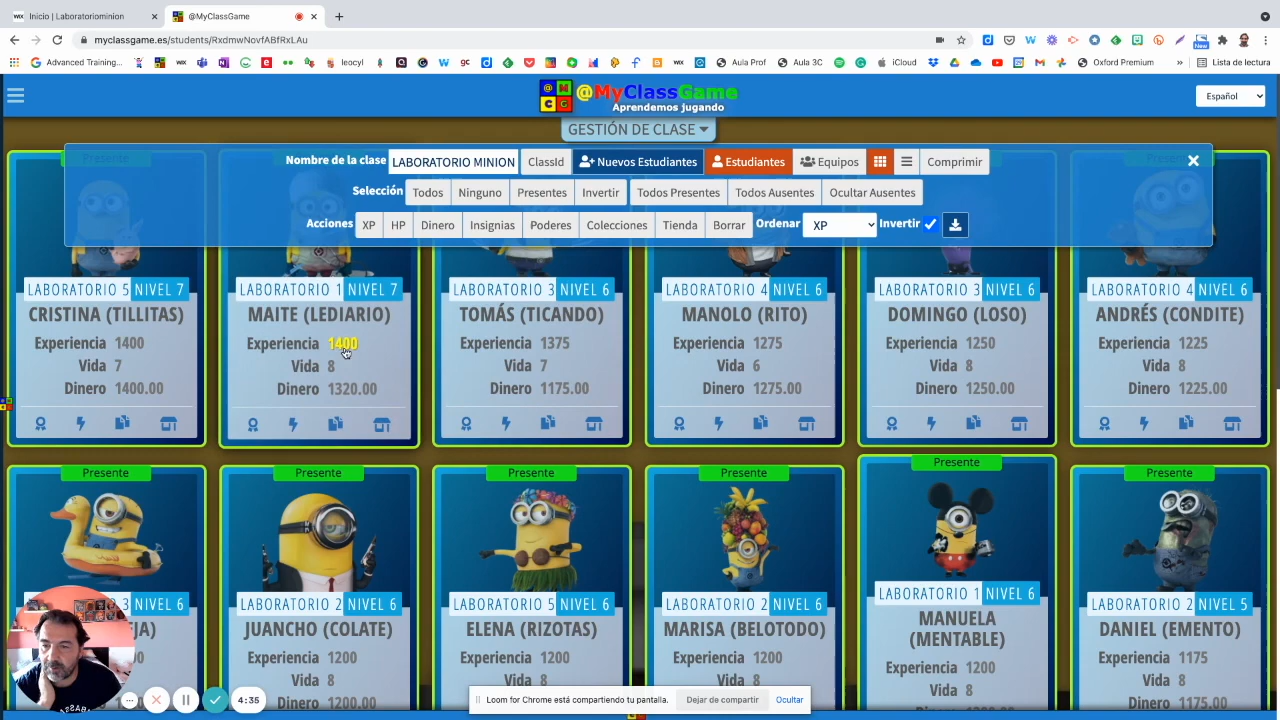 Inicio | Laboratoriominion
@MyClassGame
myclassgame.es/students/RxdmwNovfABfRxLAu
Advanced Training... leocyl Aula Prof Aula 3C iCloud Oxford Premium Lista de lectura
New
@MyClassGame
Aprendemos jugando
Español
GESTIÓN DE CLASE
Nombre de la clase LABORATORIO MINION ClassId Nuevos Estudiantes Estudiantes Equipos Comprimir
Selección Todos Ninguno Presentes Invertir Todos Presentes Todos Ausentes Ocultar Ausentes
Acciones XP HP Dinero Insignias Poderes Colecciones Tienda Borrar Ordenar XP Invertir
LABORATORIO 5 NIVEL 7
CRISTINA (TILLITAS)
Experiencia 1400
Vida 7
Dinero 1400.00
LABORATORIO 1 NIVEL 7
MAITE (LEDIARIO)
Experiencia 1400
Vida 8
Dinero 1320.00
LABORATORIO 3 NIVEL 6
TOMÁS (TICANDO)
Experiencia 1375
Vida 7
Dinero 1175.00
LABORATORIO 4 NIVEL 6
MANOLO (RITO)
Experiencia 1275
Vida 6
Dinero 1275.00
LABORATORIO 3 NIVEL 6
DOMINGO (LOSO)
Experiencia 1250
Vida 8
Dinero 1250.00
LABORATORIO 4 NIVEL 6
ANDRÉS (CONDITE)
Experiencia 1225
Vida 8
Dinero 1225.00
Presente
3 NIVEL 6
Presente
LABORATORIO 2 NIVEL 6
JUANCHO (COLATE)
Experiencia 1200
Vida 8
Dinero 1200.00
Presente
LABORATORIO 5 NIVEL 6
ELENA (RIZOTAS)
Experiencia 1200
Vida 8
Presente
LABORATORIO 2 NIVEL 6
MARISA (BELOTODO)
Experiencia 1200
Vida 8
Presente
LABORATORIO 1 NIVEL 6
MANUELA
(MENTABLE)
Experiencia 1200
Vida 8
Presente
LABORATORIO 2 NIVEL 5
DANIEL (EMENTO)
Experiencia 1175
Vida 8
Dinero 1175.00
4:35
Loom for Chrome está compartiendo tu pantalla. Dejar de compartir Ocultar